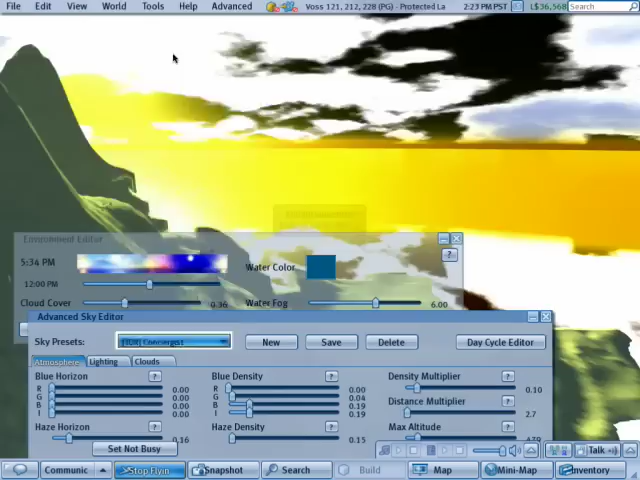 File Edit View World Tools Help Advanced Voss 121, 212, 228 (PG) - Protected La 2:23 PM PST L$ 36,568 Search
Environment Editor
5:34 PM
Water Color
?
12:00 PM
Cloud Cover 0.36 Water Fog 6.00
Advanced Sky Editor
Sky Presets: New Save Delete Day Cycle Editor
Atmosphere Lighting Clouds
Blue Horizon ? Blue Density ? Density Multiplier ?
R 0.00 R 0.00 0.10
G 0.00 G 0.04 Distance Multiplier ?
B 0.00 B 0.19
I 0.00 I 0.19 2.7
Haze Horizon ? Haze Density ? Max Altitude ?
0.16 0.15
Set Not Busy
Talk
Communic Stop Flyin Snapshot Search Build Map Mini-Map Inventory